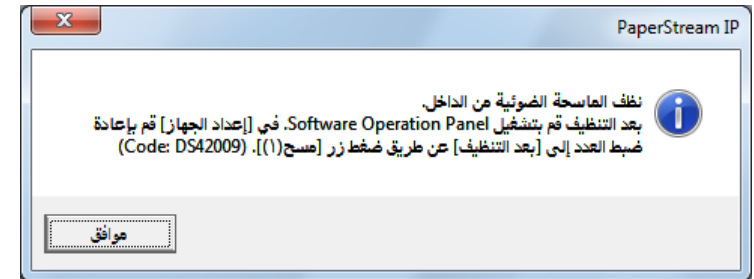 PaperStream IP
نظف الماسحة الضوئية من الداخل.
بعد التنظيف قم بتشغيل Software Operation Panel. في [إعداد الجهاز] قم بإعادة
ضبط العدد إلى [بعد التنظيف] عن طريق ضغط زر [مسح(١)]. (Code: DS42009)
موافق